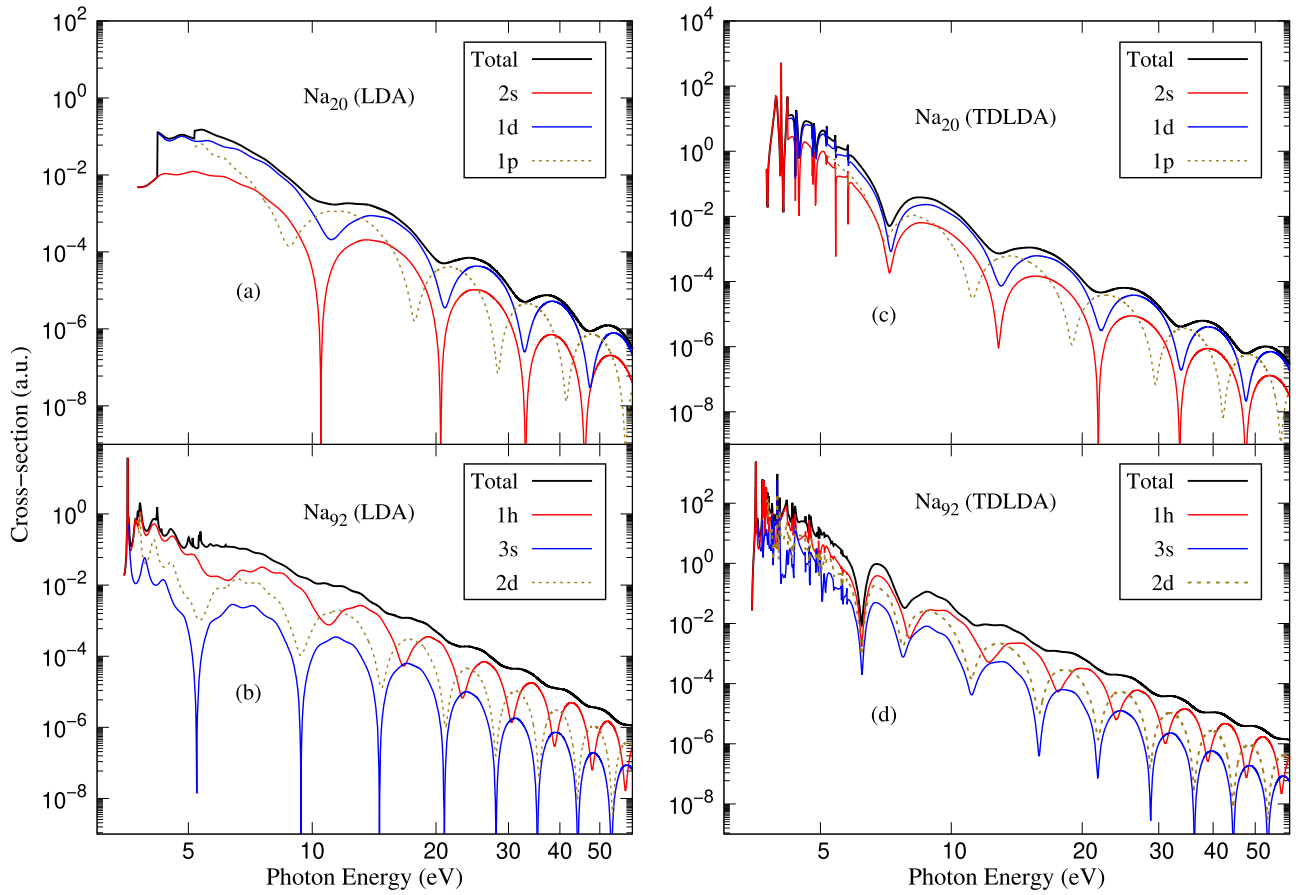 Cross−section (a.u.)
10^2
10^0
10^−2
10^−4
10^−6
10^−8
Na20 (LDA)
Total
2s
1d
1p
(a)
10^4
10^2
10^0
10^−2
10^−4
10^−6
10^−8
Na20 (TDLDA)
Total
2s
1d
1p
(c)
10^0
10^−2
10^−4
10^−6
10^−8
Na92 (LDA)
Total
1h
3s
2d
(b)
5 10 20 30 40 50
Photon Energy (eV)
10^2
10^0
10^−2
10^−4
10^−6
10^−8
Na92 (TDLDA)
Total
1h
3s
2d
(d)
5 10 20 30 40 50
Photon Energy (eV)